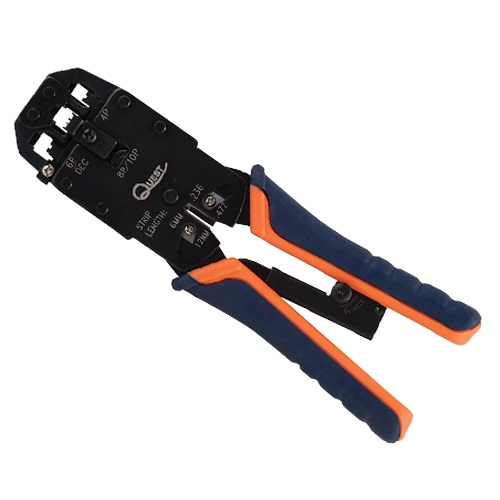 4P
6P
DEC
8P/10P
QUEST
STRIP
LENGTH:
.236
6MM
.472
12MM